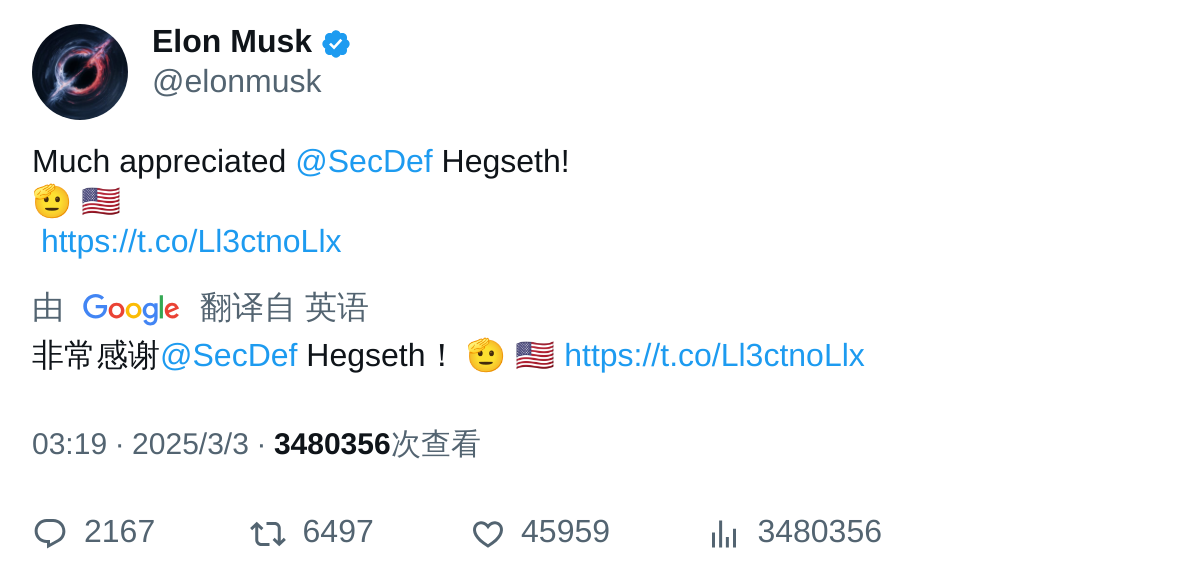 Elon Musk
@elonmusk
Much appreciated @SecDef Hegseth!
🫡 🇺🇸
https://t.co/Ll3ctnoLlx
由 Google 翻译自 英语
非常感谢@SecDef Hegseth！ 🫡 🇺🇸 https://t.co/Ll3ctnoLlx
03:19 · 2025/3/3 · 3480356次查看
2167 6497 45959 3480356